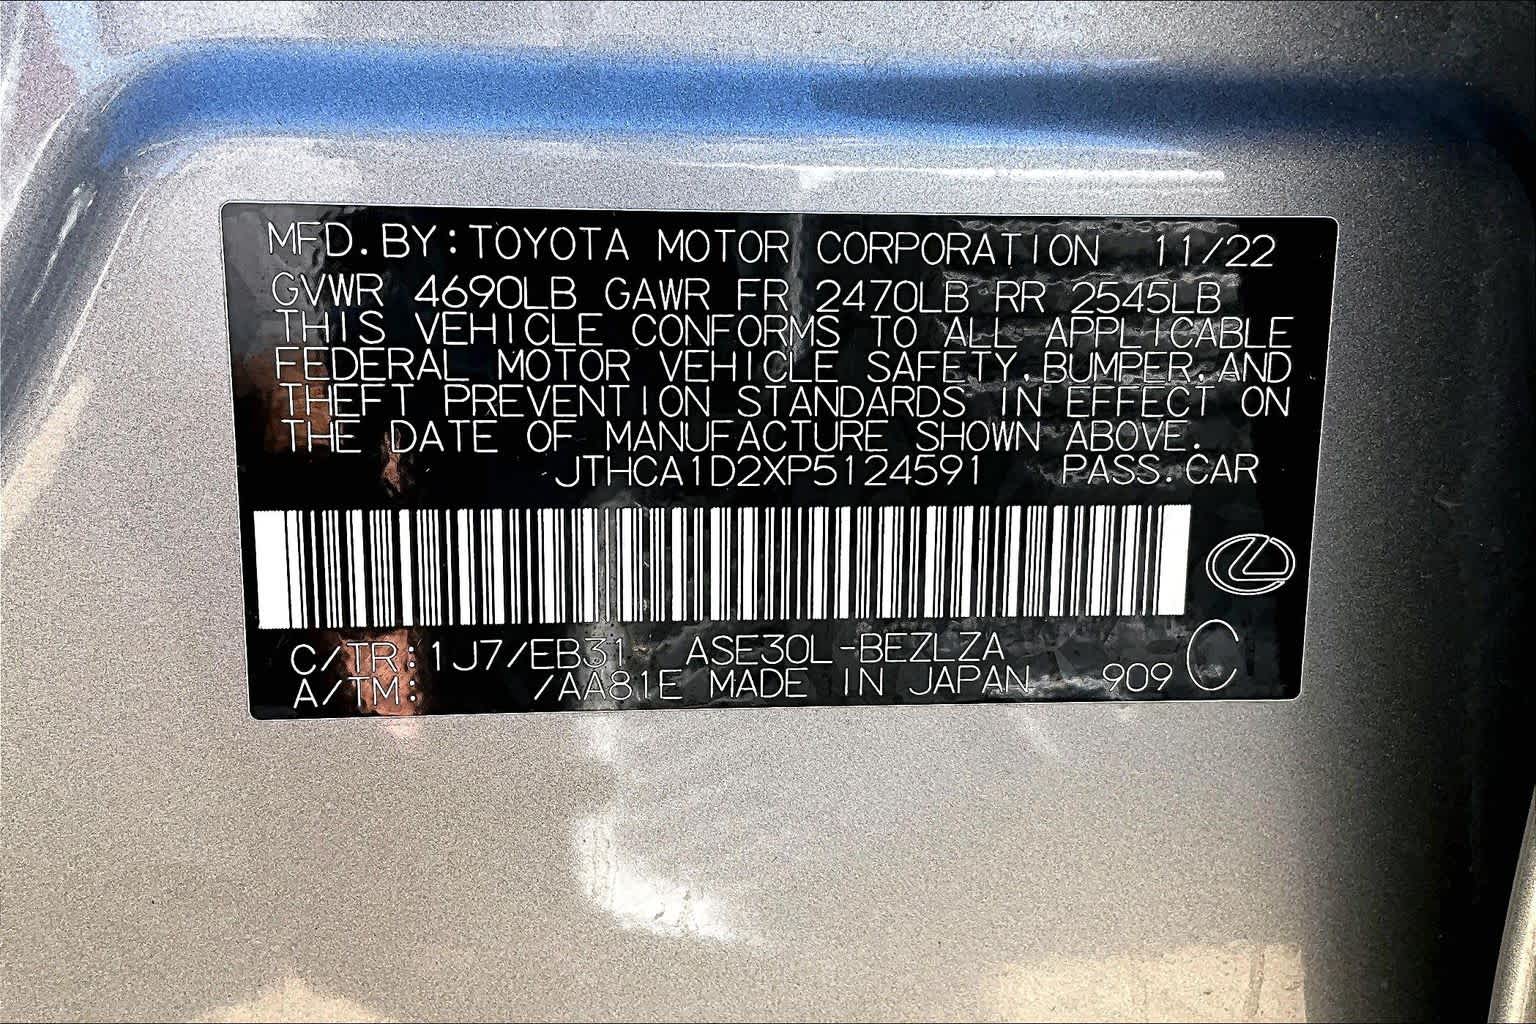 MFD.BY:TOYOTA MOTOR CORPORATION 11/22
GVWR 4690LB GAWR FR 2470LB RR 2545LB
THIS VEHICLE CONFORMS TO ALL APPLICABLE
FEDERAL MOTOR VEHICLE SAFETY,BUMPER,AND
THEFT PREVENTION STANDARDS IN EFFECT ON
THE DATE OF MANUFACTURE SHOWN ABOVE.
JTHCA1D2XP5124591 PASS.CAR
C/TR:1J7/EB31 ASE30L-BEZLZA
A/TM: /AA81E MADE IN JAPAN 909 C